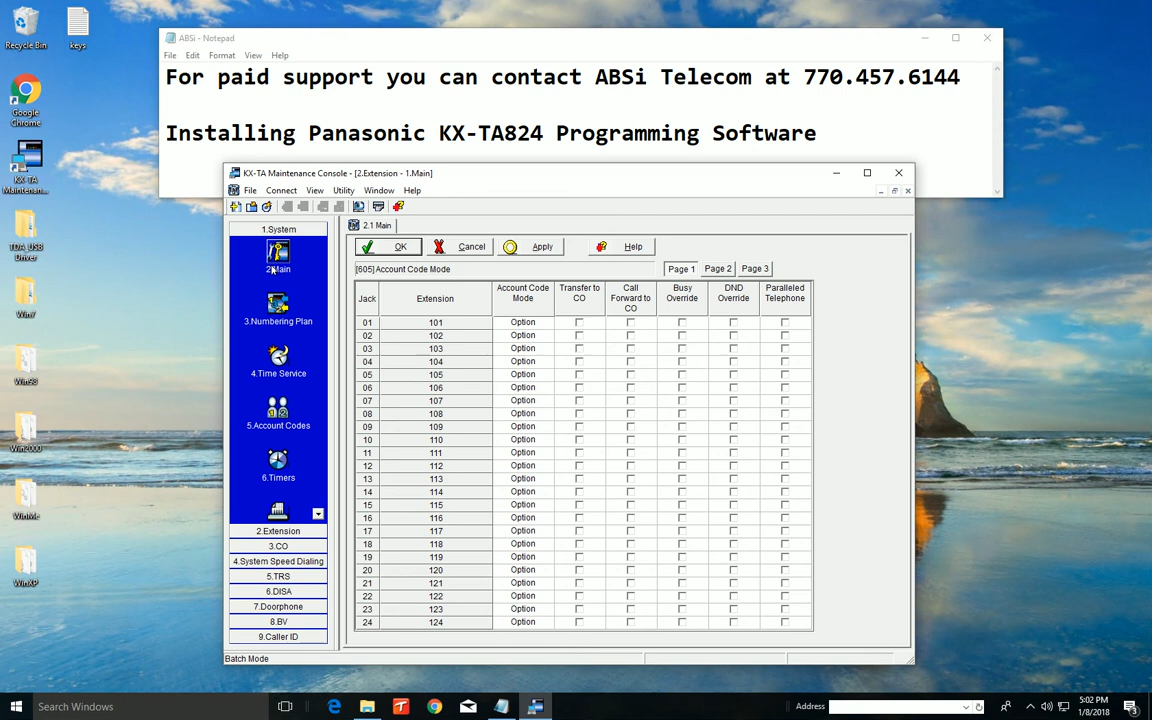 Recycle Bin
keys
Google
Chrome
KX-TA
Maintenan...
TDA_USB
Driver
Win7
Win98
Win2000
WinMe
WinXP
ABSi - Notepad
File Edit Format View Help
For paid support you can contact ABSi Telecom at 770.457.6144
Installing Panasonic KX-TA824 Programming Software
KX-TA Maintenance Console - [2.Extension - 1.Main]
File Connect View Utility Window Help
1.System
2.Main
3.Numbering Plan
4.Time Service
5.Account Codes
6.Timers
2.Extension
3.CO
4.System Speed Dialing
5.TRS
6.DISA
7.Doorphone
8.BV
9.Caller ID
2.1 Main
OK Cancel Apply Help
[605] Account Code Mode Page 1 Page 2 Page 3
Jack Extension Account Code Mode Transfer to CO Call Forward to CO Busy Override DND Override Paralleled Telephone
01 101 Option
02 102 Option
03 103 Option
04 104 Option
05 105 Option
06 106 Option
07 107 Option
08 108 Option
09 109 Option
10 110 Option
11 111 Option
12 112 Option
13 113 Option
14 114 Option
15 115 Option
16 116 Option
17 117 Option
18 118 Option
19 119 Option
20 120 Option
21 121 Option
22 122 Option
23 123 Option
24 124 Option
Batch Mode
Search Windows
Address
5:02 PM
1/8/2018
3